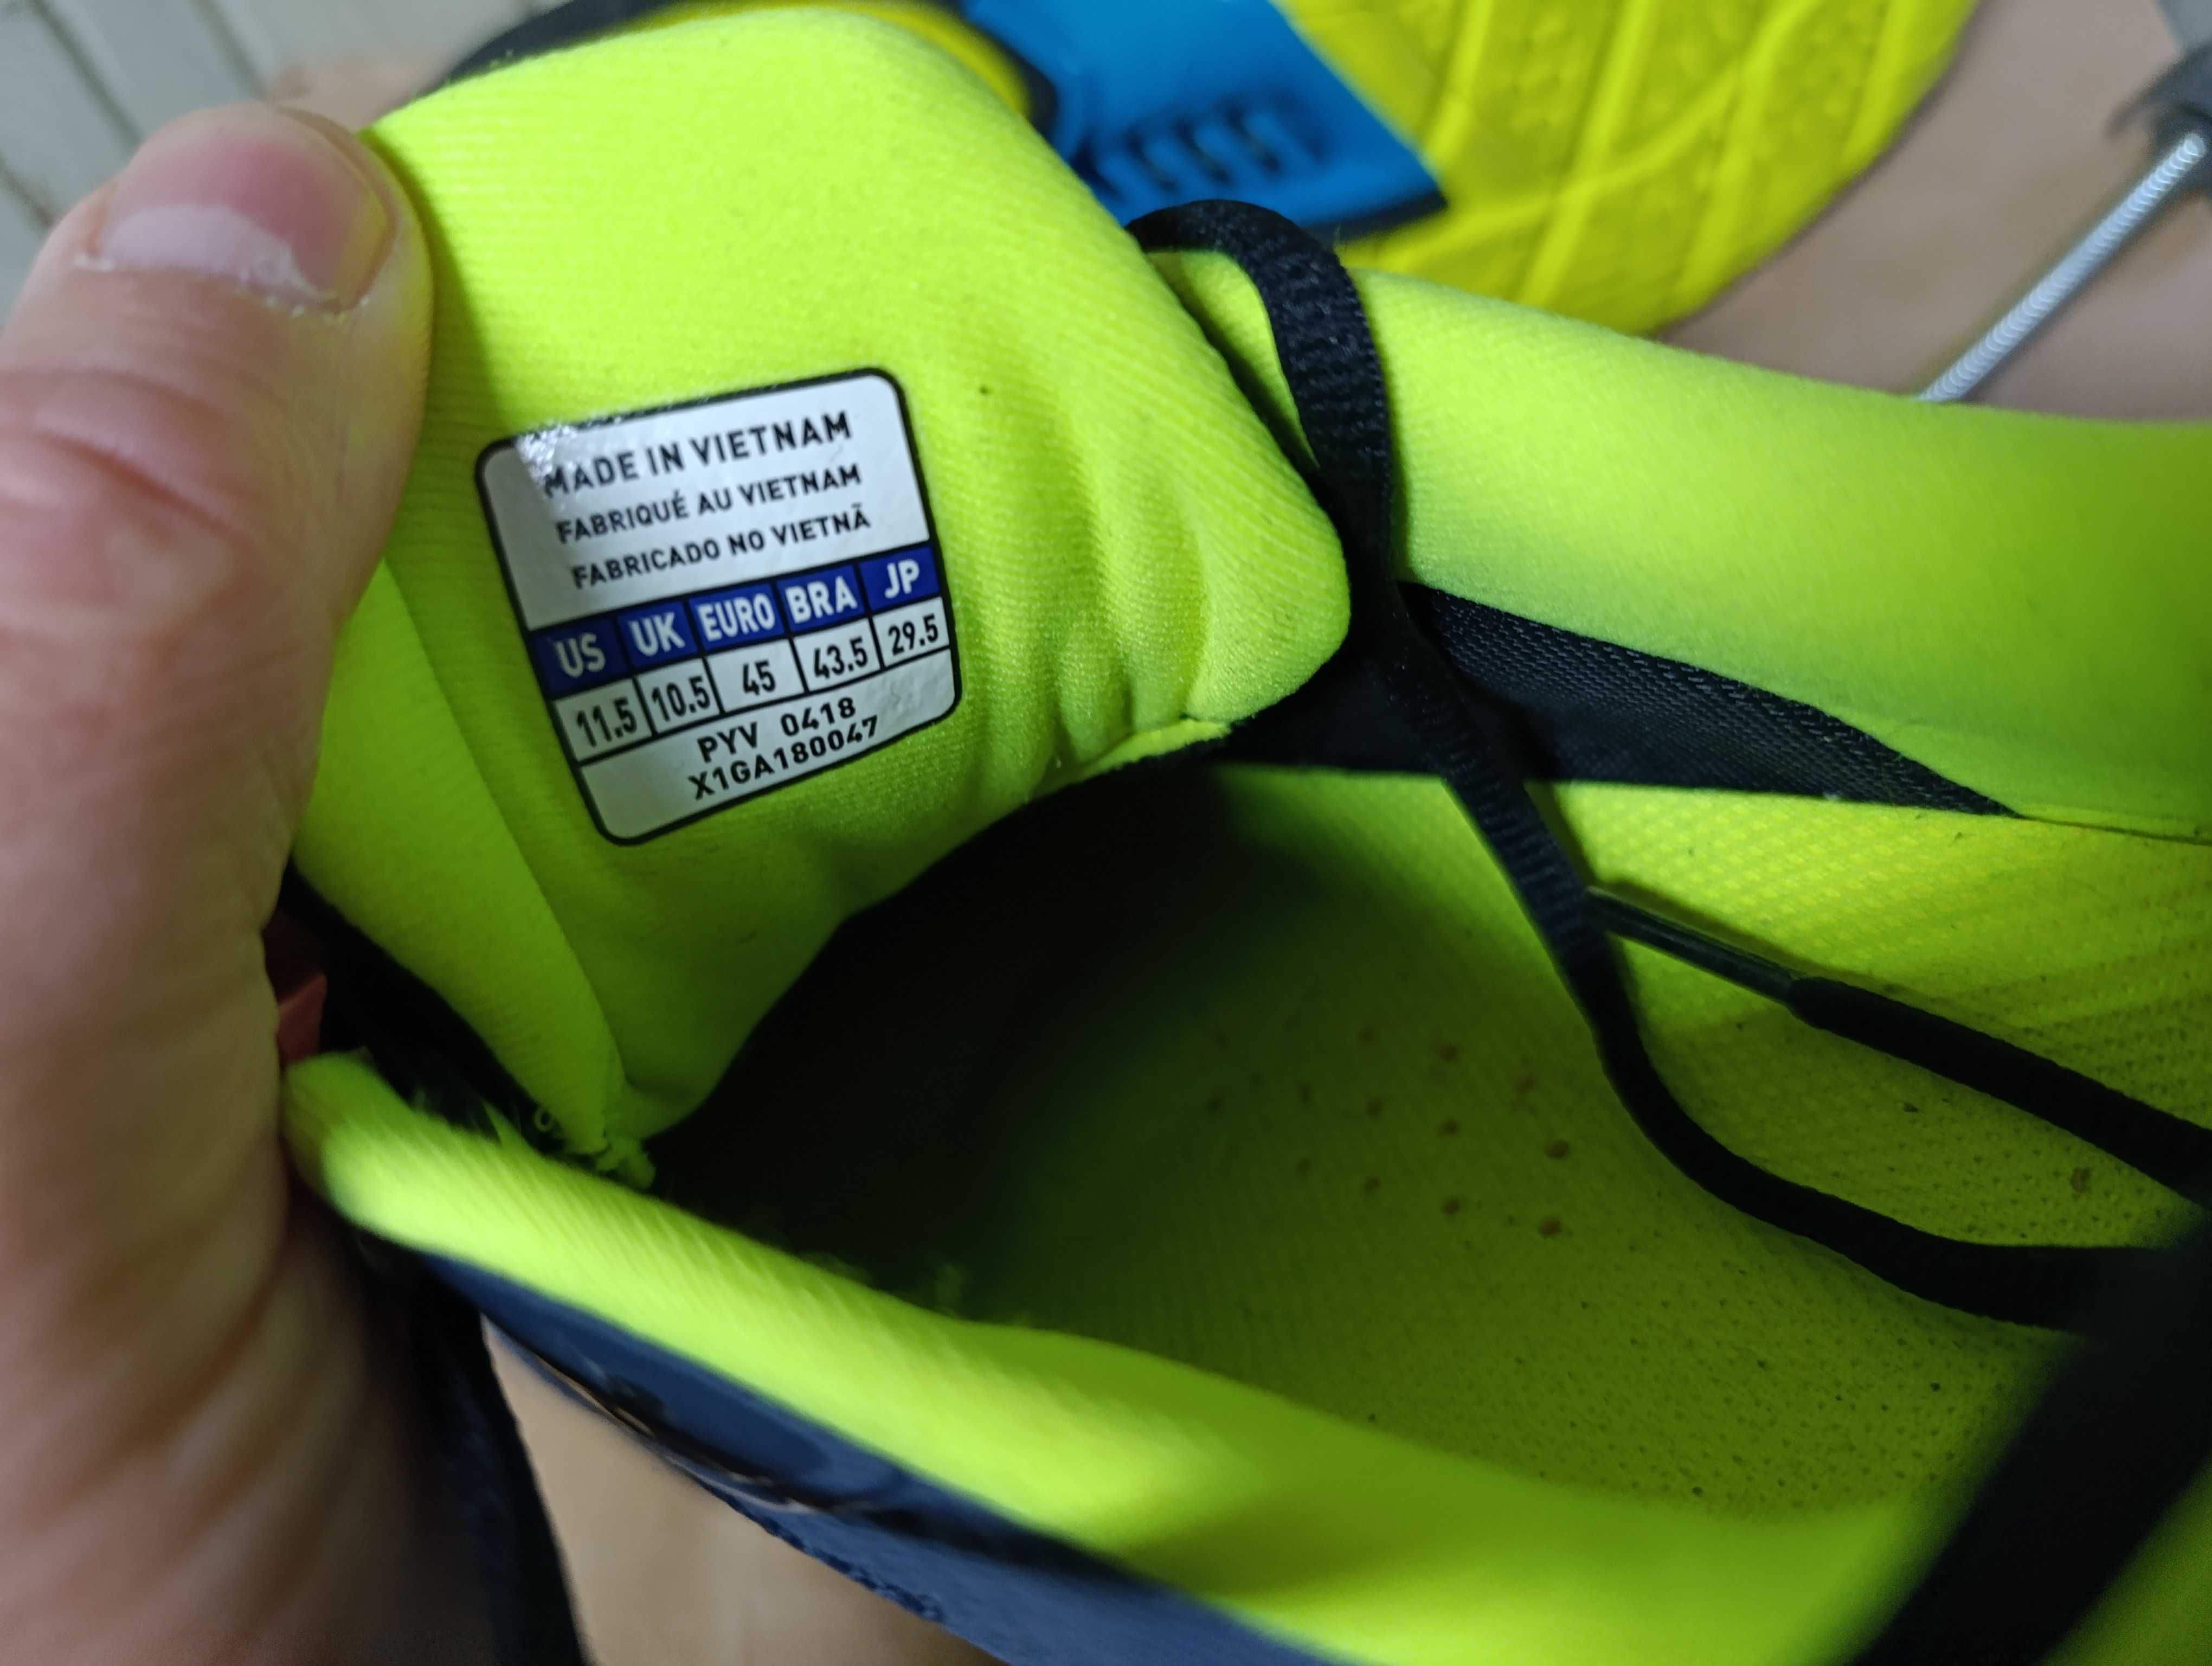 MADE IN VIETNAM
FABRIQUÉ AU VIETNAM
FABRICADO NO VIETNÃ
US UK EURO BRA JP
11.5 10.5 45 43.5 29.5
PYV 0418
X1GA180047